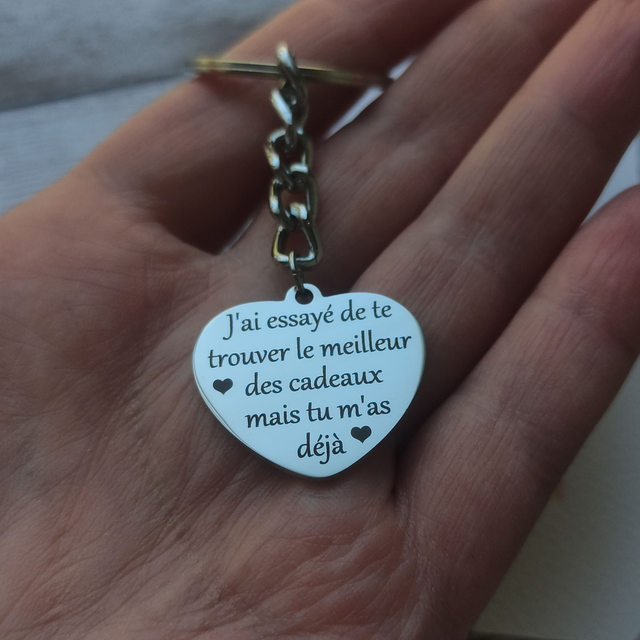 J'ai essayé de te
trouver le meilleur
des cadeaux
mais tu m'as
déjà